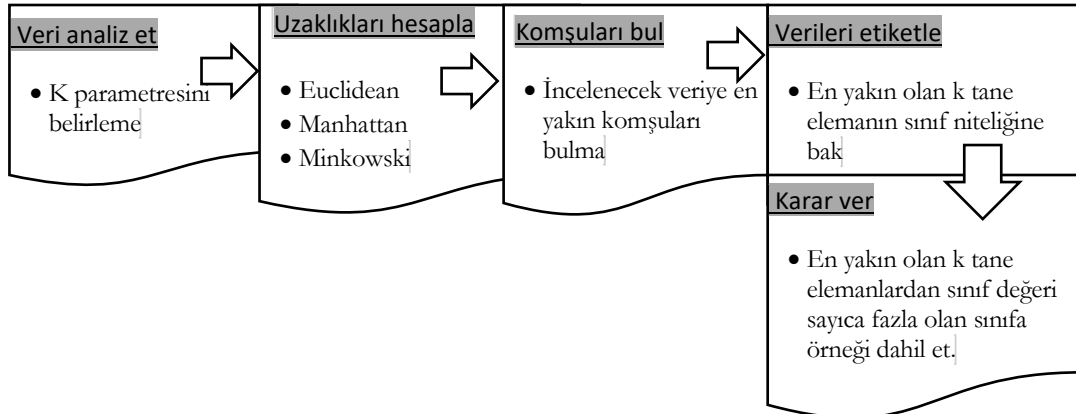 Veri analiz et
• K parametresini
belirleme
Uzaklıkları hesapla
• Euclidean
• Manhattan
• Minkowski
Komşuları bul
• İncelenecek veriye en
yakın komşuları
bulma
Verileri etiketle
• En yakın olan k tane
elemanın sınıf niteliğine
bak
Karar ver
• En yakın olan k tane
elemanlardan sınıf değeri
sayıca fazla olan sınıfa
örneği dahil et.